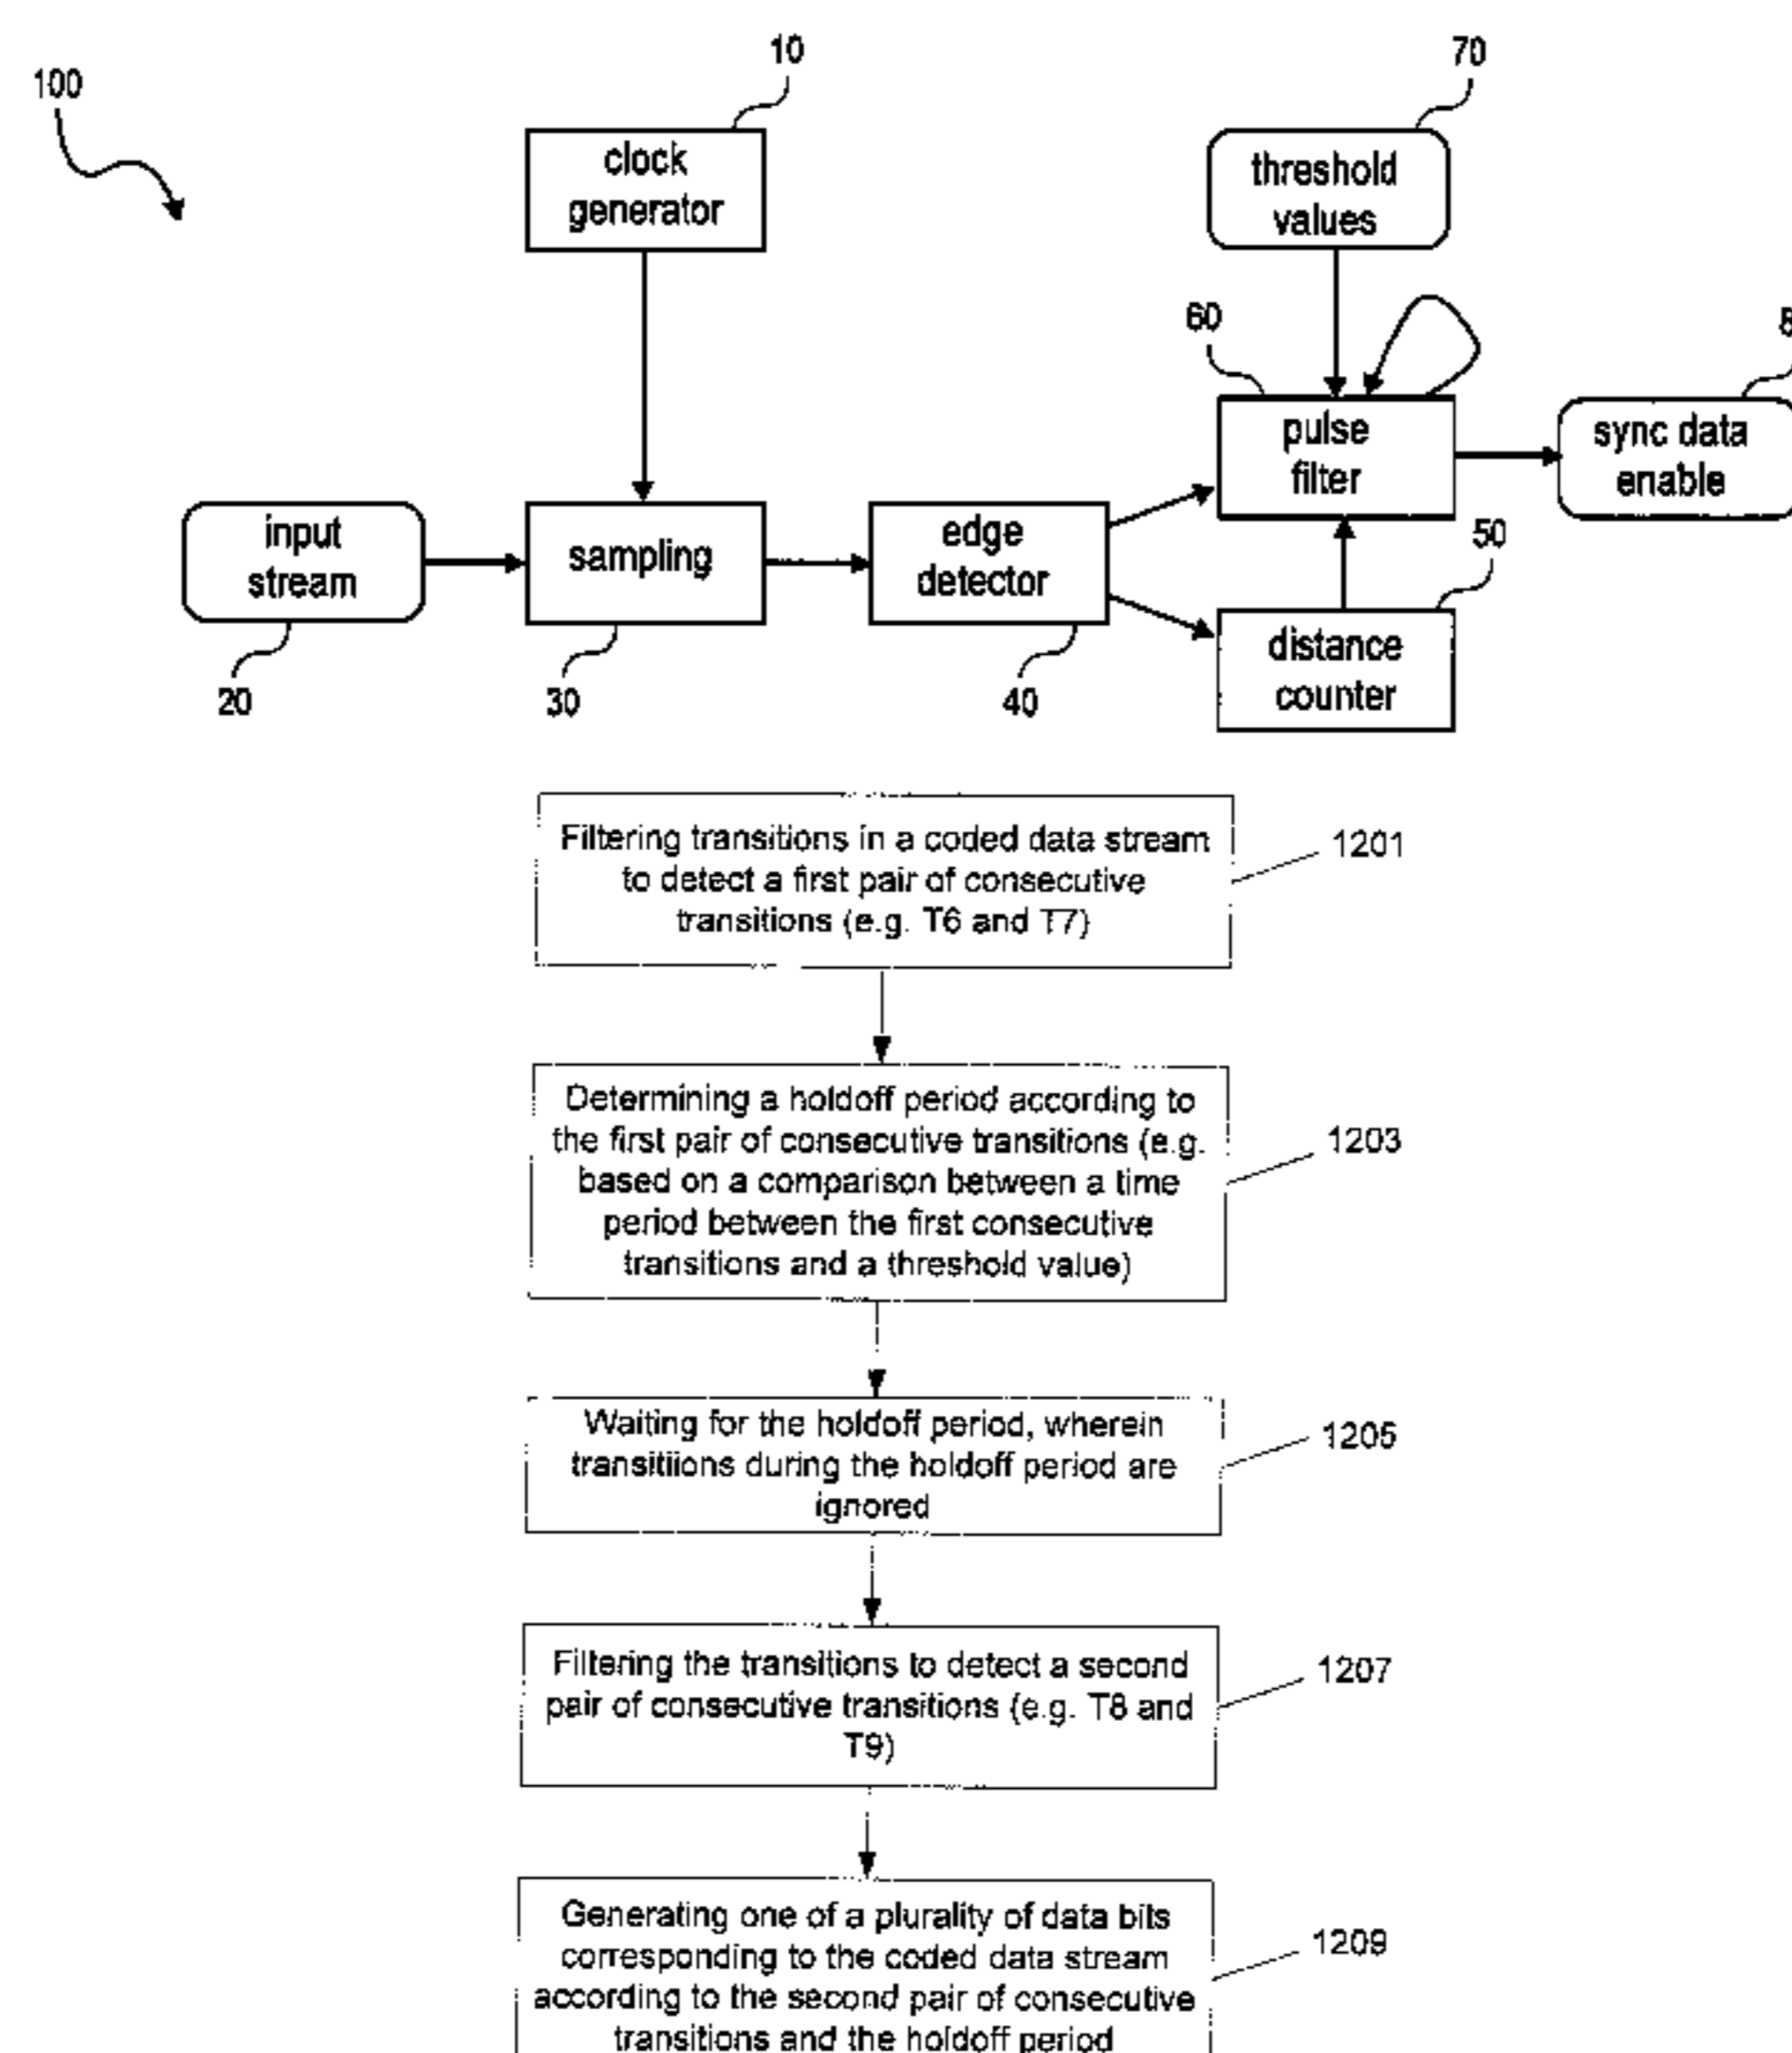 100
10
70
clock
generator
threshold
values
60
8
pulse
filter
sync data
enable
input
stream
sampling
edge
detector
50
distance
counter
20
30
40
Filtering transitions in a coded data stream
to detect a first pair of consecutive
transitions (e.g. T6 and T7)
1201
Determining a holdoff period according to
the first pair of consecutive transitions (e.g.
based on a comparison between a time
period between the first consecutive
transitions and a threshold value)
1203
Waiting for the holdoff period, wherein
transitiions during the holdoff period are
ignored
1205
Filtering the transitions to detect a second
pair of consecutive transitions (e.g. T8 and
T9)
1207
Generating one of a plurality of data bits
corresponding to the coded data stream
according to the second pair of consecutive
transitions and the holdoff period
1209